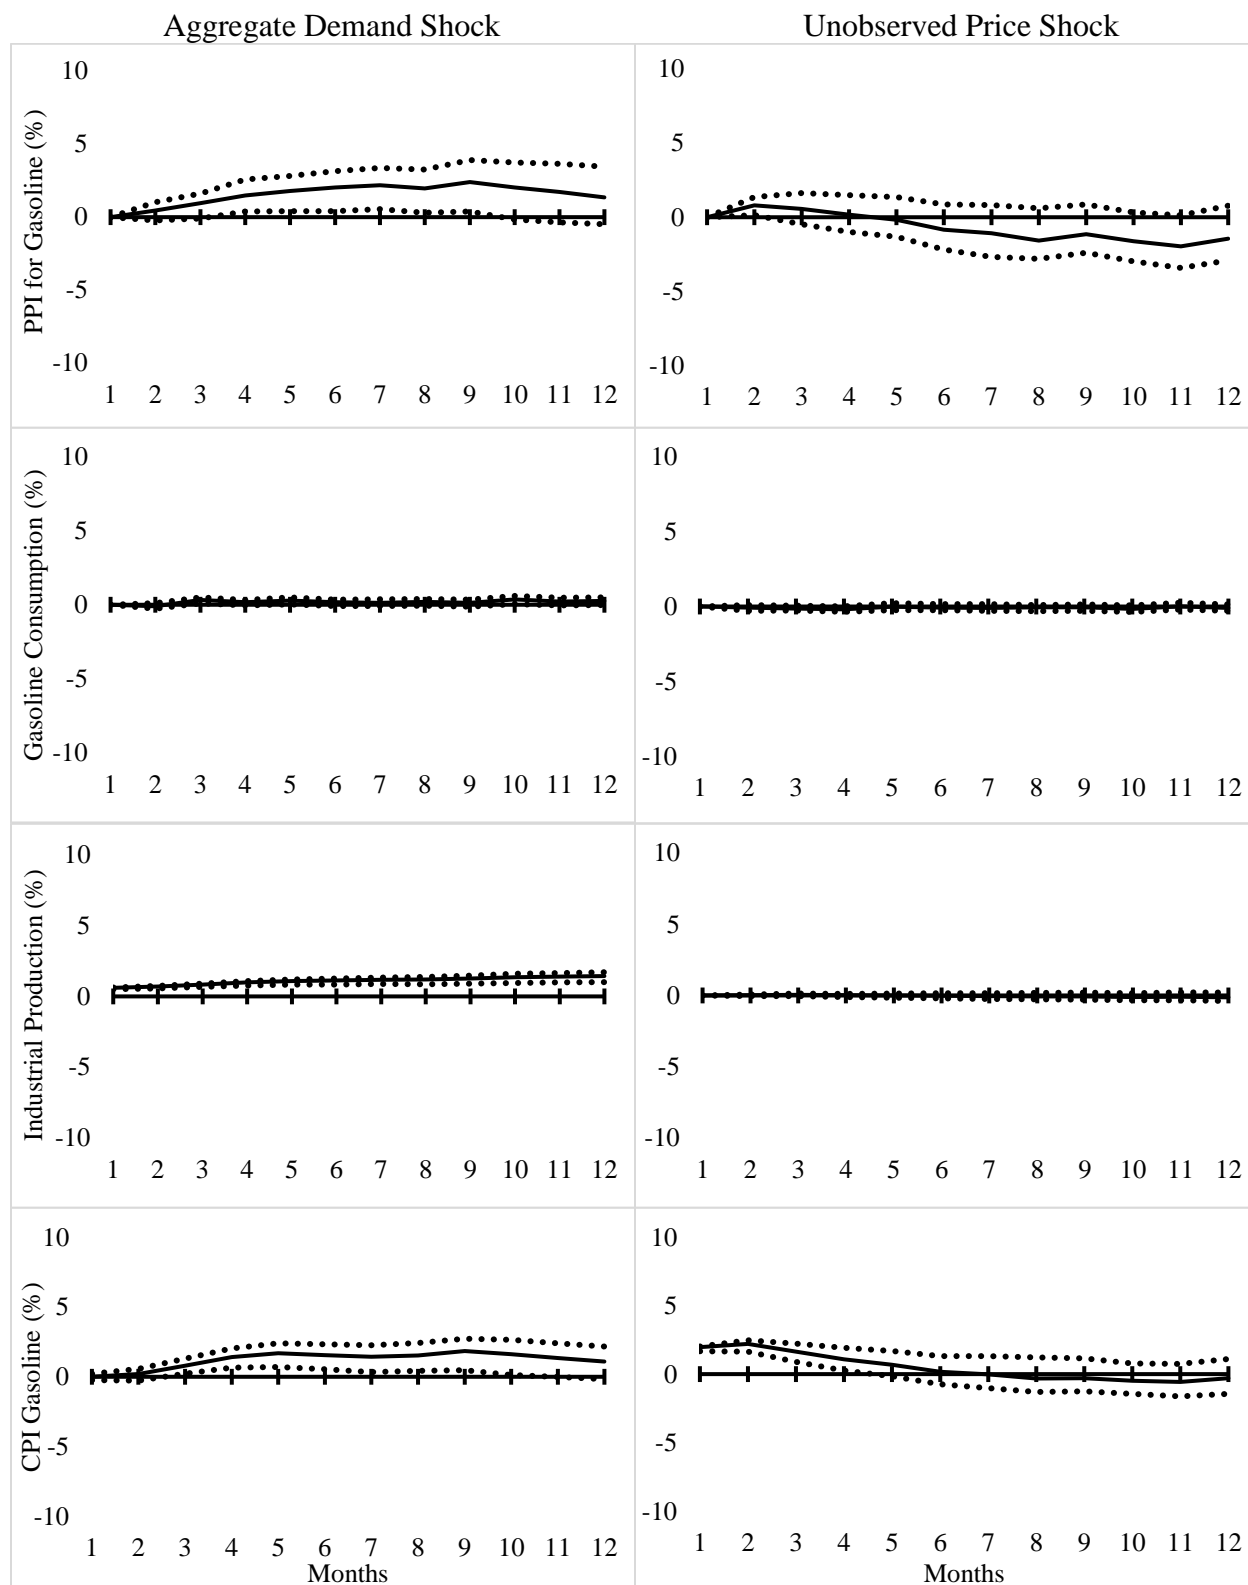 Aggregate Demand Shock
Unobserved Price Shock
PPI for Gasoline (%)
10
5
0
-5
-10
1 2 3 4 5 6 7 8 9 10 11 12
10
5
0
-5
-10
1 2 3 4 5 6 7 8 9 10 11 12
Gasoline Consumption (%)
10
5
0
-5
-10
1 2 3 4 5 6 7 8 9 10 11 12
10
5
0
-5
-10
1 2 3 4 5 6 7 8 9 10 11 12
Industrial Production (%)
10
5
0
-5
-10
1 2 3 4 5 6 7 8 9 10 11 12
10
5
0
-5
-10
1 2 3 4 5 6 7 8 9 10 11 12
CPI Gasoline (%)
10
5
0
-5
-10
1 2 3 4 5 6 7 8 9 10 11 12
Months
10
5
0
-5
-10
1 2 3 4 5 6 7 8 9 10 11 12
Months